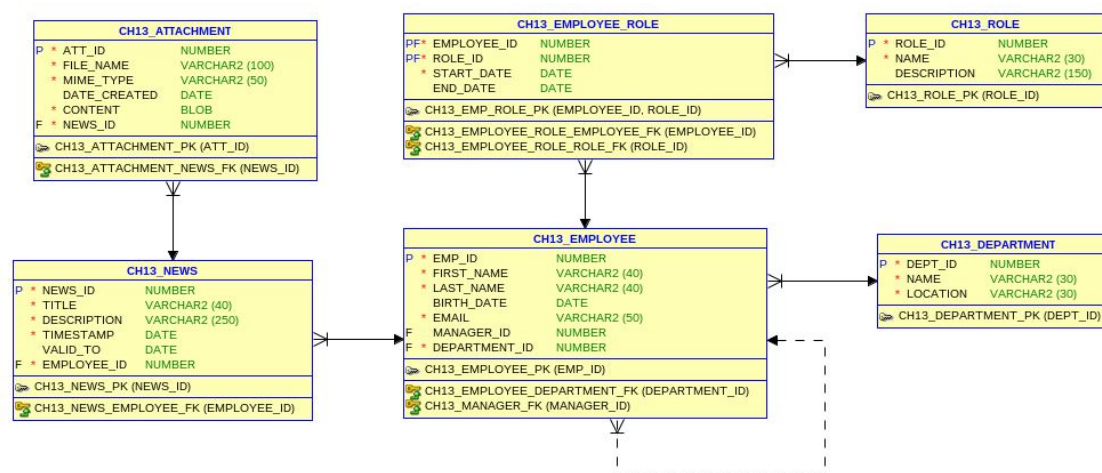 CH13_ATTACHMENT
P * ATT_ID NUMBER
* FILE_NAME VARCHAR2 (100)
* MIME_TYPE VARCHAR2 (50)
DATE_CREATED DATE
* CONTENT BLOB
F * NEWS_ID NUMBER
CH13_ATTACHMENT_PK (ATT_ID)
CH13_ATTACHMENT_NEWS_FK (NEWS_ID)
CH13_EMPLOYEE_ROLE
PF* EMPLOYEE_ID NUMBER
PF* ROLE_ID NUMBER
* START_DATE DATE
END_DATE DATE
CH13_EMP_ROLE_PK (EMPLOYEE_ID, ROLE_ID)
CH13_EMPLOYEE_ROLE_EMPLOYEE_FK (EMPLOYEE_ID)
CH13_EMPLOYEE_ROLE_ROLE_FK (ROLE_ID)
CH13_ROLE
P * ROLE_ID NUMBER
* NAME VARCHAR2 (30)
DESCRIPTION VARCHAR2 (150)
CH13_ROLE_PK (ROLE_ID)
CH13_NEWS
P * NEWS_ID NUMBER
* TITLE VARCHAR2 (40)
* DESCRIPTION VARCHAR2 (250)
* TIMESTAMP DATE
VALID_TO DATE
F * EMPLOYEE_ID NUMBER
CH13_NEWS_PK (NEWS_ID)
CH13_NEWS_EMPLOYEE_FK (EMPLOYEE_ID)
CH13_EMPLOYEE
P * EMP_ID NUMBER
* FIRST_NAME VARCHAR2 (40)
* LAST_NAME VARCHAR2 (40)
BIRTH_DATE DATE
* EMAIL VARCHAR2 (50)
F MANAGER_ID NUMBER
F * DEPARTMENT_ID NUMBER
CH13_EMPLOYEE_PK (EMP_ID)
CH13_EMPLOYEE_DEPARTMENT_FK (DEPARTMENT_ID)
CH13_MANAGER_FK (MANAGER_ID)
CH13_DEPARTMENT
P * DEPT_ID NUMBER
* NAME VARCHAR2 (30)
* LOCATION VARCHAR2 (30)
CH13_DEPARTMENT_PK (DEPT_ID)